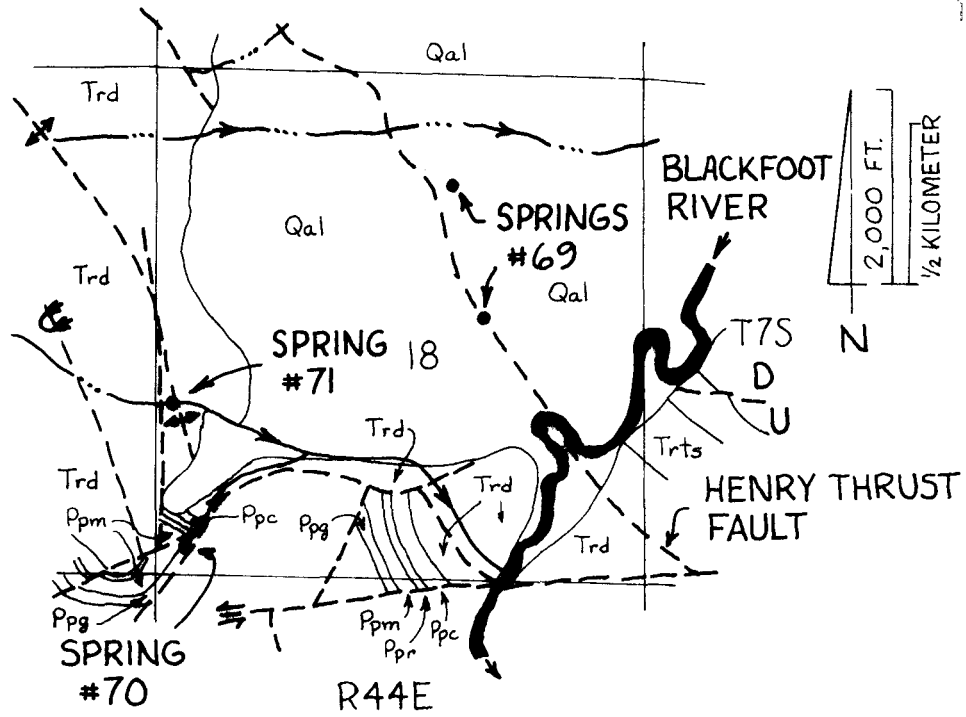 Qal
Trd
BLACKFOOT
RIVER
2,000 FT.
1/2 KILOMETER
N
SPRINGS
#69
Qal
Qal
Trd
T7S
D
U
SPRING
#71
18
Trd
Trts
Trd
Trd
HENRY THRUST
FAULT
Ppm
Ppc
Ppg
Trd
Ppg
Ppm
Ppr
Ppc
SPRING
#70
R44E